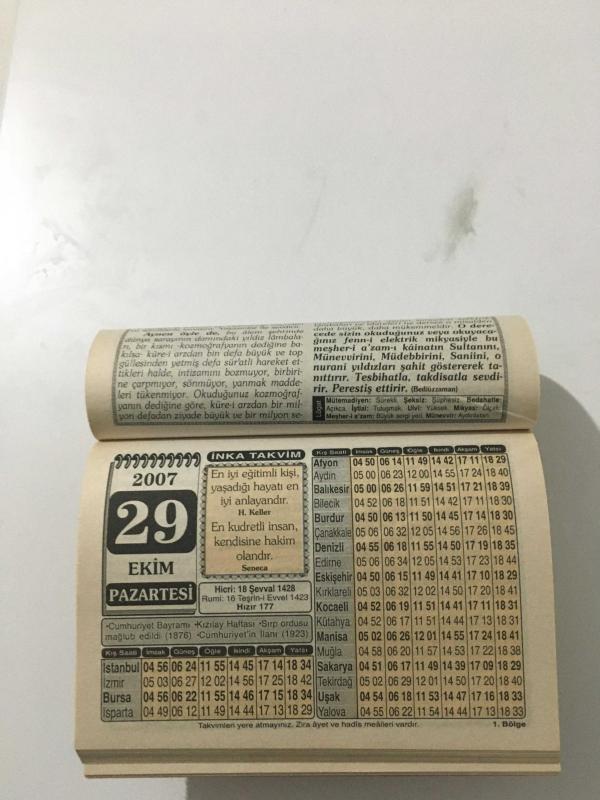 Aynen öyle de, bu âlem şehrinde
dünya sarayının damındaki yıldız lâmbala-
rı, bir kısmı -kozmoğrafyanın dediğine ba-
kılsa- küre-i arzdan bin defa büyük ve top
güllesinden yetmiş defa sür'atli hareket et-
tikleri halde, intizamını bozmuyor, birbiri-
ne çarpmıyor, sönmüyor, yanmak madde-
leri tükenmiyor. Okuduğunuz kozmoğraf-
yanın dediğine göre, küre-i arzdan bir mil-
yon defadan ziyade büyük ve bir milyon se-
daha büyük, daha mükemmeldir. O dere-
cede sizin okuduğunuz veya okuyaca-
ğınız fenn-i elektrik mikyasiyle bu
meşher-i a'zam-ı kâinatın Sultanını,
Münevvirini, Müdebbirini, Saniini, o
nurani yıldızları şahit göstererek ta-
nıttırır. Tesbihatla, takdisatla sevdi-
rir. Perestiş ettirir. (Bediüzzaman)
Lügat
Mütemadiyen: Sürekli. Şeksiz: Şüphesiz. Bedahetle:
Açıkça. İştial: Tutuşmak. Ulvî: Yüksek. Mikyas: Ölçek.
Meşher-i a'zam: Büyük sergi yeri. Münevvir: Aydınlatan.
2007
29
EKİM
PAZARTESİ
İNKA TAKVİM
En iyi eğitimli kişi,
yaşadığı hayatı en
iyi anlayandır.
H. Keller
En kudretli insan,
kendisine hakim
olandır.
Seneca
Hicri: 18 Şevval 1428
Rumi: 16 Teşrin-i Evvel 1423
Hızır 177
•Cumhuriyet Bayramı •Kızılay Haftası •Sırp ordusu
mağlub edildi (1876) •Cumhuriyet'in İlanı (1923)
Kış Saati İmsak Güneş Öğle İkindi Akşam Yatsı
İstanbul 04 56 06 24 11 55 14 45 17 14 18 34
İzmir 05 03 06 27 12 02 14 56 17 25 18 42
Bursa 04 56 06 22 11 55 14 46 17 15 18 34
Isparta 04 49 06 12 11 49 14 44 17 13 18 29
Kış Saati İmsak Güneş Öğle İkindi Akşam Yatsı
Afyon 04 50 06 14 11 49 14 42 17 11 18 29
Aydın 05 00 06 23 12 00 14 55 17 24 18 40
Balıkesir 05 00 06 26 11 59 14 51 17 21 18 39
Bilecik 04 52 06 18 11 51 14 42 17 11 18 30
Burdur 04 50 06 13 11 50 14 45 17 14 18 30
Çanakkale 05 06 06 32 12 05 14 56 17 26 18 45
Denizli 04 55 06 18 11 55 14 50 17 19 18 35
Edirne 05 06 06 34 12 05 14 53 17 23 18 44
Eskişehir 04 50 06 15 11 49 14 41 17 10 18 29
Kırklareli 05 03 06 32 12 02 14 50 17 20 18 41
Kocaeli 04 52 06 19 11 51 14 41 17 11 18 31
Kütahya 04 52 06 17 11 51 14 44 17 13 18 31
Manisa 05 02 06 26 12 01 14 55 17 24 18 41
Muğla 04 58 06 20 11 57 14 53 17 22 18 38
Sakarya 04 51 06 17 11 49 14 39 17 09 18 29
Tekirdağ 05 02 06 29 12 01 14 50 17 20 18 40
Uşak 04 54 06 18 11 53 14 47 17 16 18 33
Yalova 04 55 06 22 11 54 14 44 17 13 18 33
Takvimleri yere atmayınız. Zira âyet ve hadîs meâlleri vardır.
1. Bölge